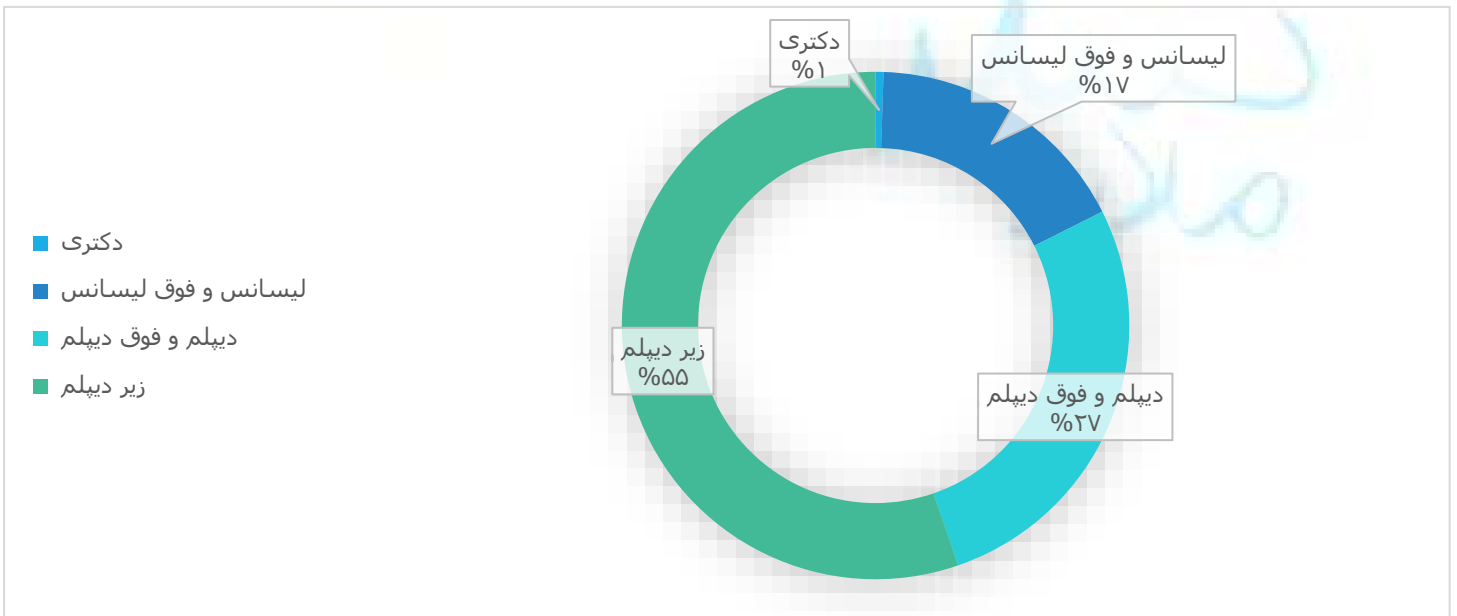 دکتری
%۱
لیسانس و فوق لیسانس
%۱۷
دکتری
لیسانس و فوق لیسانس
دیپلم و فوق دیپلم
زیر دیپلم
زیر دیپلم
%۵۵
دیپلم و فوق دیپلم
%۲۷